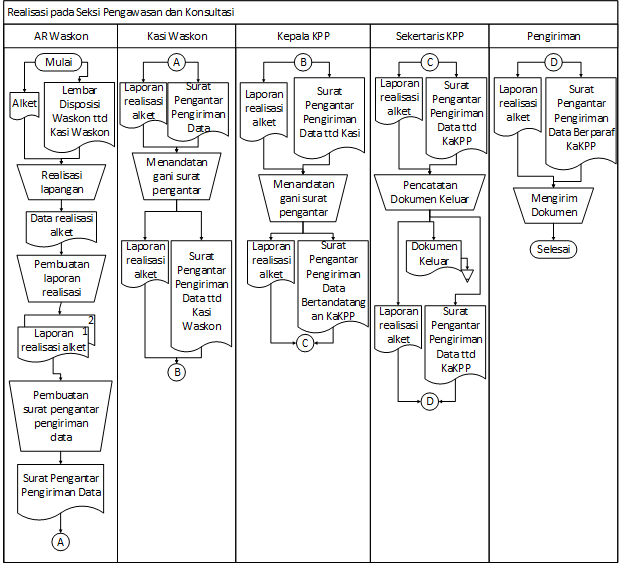 Realisasi pada Seksi Pengawasan dan Konsultasi
AR Waskon
Kasi Waskon
Kepala KPP
Sekertaris KPP
Pengiriman
Mulai
Alket
Lembar
Disposisi
Waskon ttd
Kasi Waskon
Realisasi
lapangan
Data realisasi
alket
Pembuatan
laporan
realisasi
2
1
Laporan
realisasi alket
Pembuatan
surat pengantar
pengiriman
data
Surat Pengantar
Pengiriman Data
A
A
Laporan
realisasi
alket
Surat
Pengantar
Pengiriman
Data
Menandatan
gani surat
pengantar
Laporan
realisasi
alket
Surat
Pengantar
Pengiriman
Data ttd
Kasi
Waskon
B
B
Laporan
realisasi
alket
Surat
Pengantar
Pengiriman
Data ttd Kasi
Menandatan
gani surat
pengantar
Laporan
realisasi
alket
Surat
Pengantar
Pengiriman
Data
Bertandatang
an KaKPP
C
C
Laporan
realisasi
alket
Surat
Pengantar
Pengiriman
Data ttd
KaKPP
Pencatatan
Dokumen Keluar
Dokumen
Keluar
Laporan
realisasi
alket
Surat
Pengantar
Pengiriman
Data ttd
KaKPP
D
D
Laporan
realisasi
alket
Surat
Pengantar
Pengiriman
Data Berparaf
KaKPP
Mengirim
Dokumen
Selesai